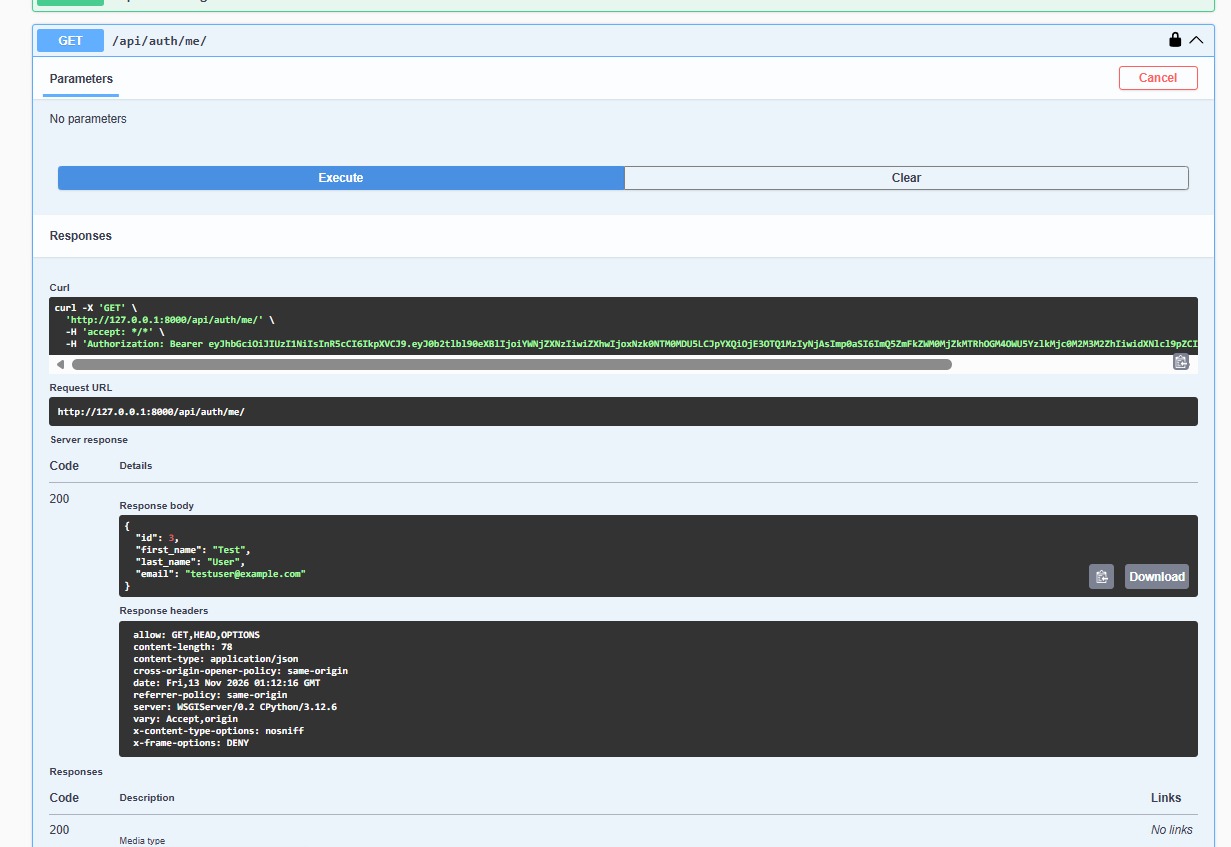 GET /api/auth/me/
Parameters
Cancel
No parameters
Execute
Clear
Responses
Curl
curl -X 'GET' \
'http://127.0.0.1:8000/api/auth/me/' \
-H 'accept: */*' \
-H 'Authorization: Bearer
Request URL
http://127.0.0.1:8000/api/auth/me/
Server response
Code Details
200
Response body
{
"id": 3,
"first_name": "Test",
"last_name": "User",
"email": "testuser@example.com"
}
Download
Response headers
allow: GET,HEAD,OPTIONS
content-length: 78
content-type: application/json
cross-origin-opener-policy: same-origin
date: Fri,13 Nov 2026 01:12:16 GMT
referrer-policy: same-origin
server: WSGIServer/0.2 CPython/3.12.6
vary: Accept,origin
x-content-type-options: nosniff
x-frame-options: DENY
Responses
Code Description Links
200 No links
Media type